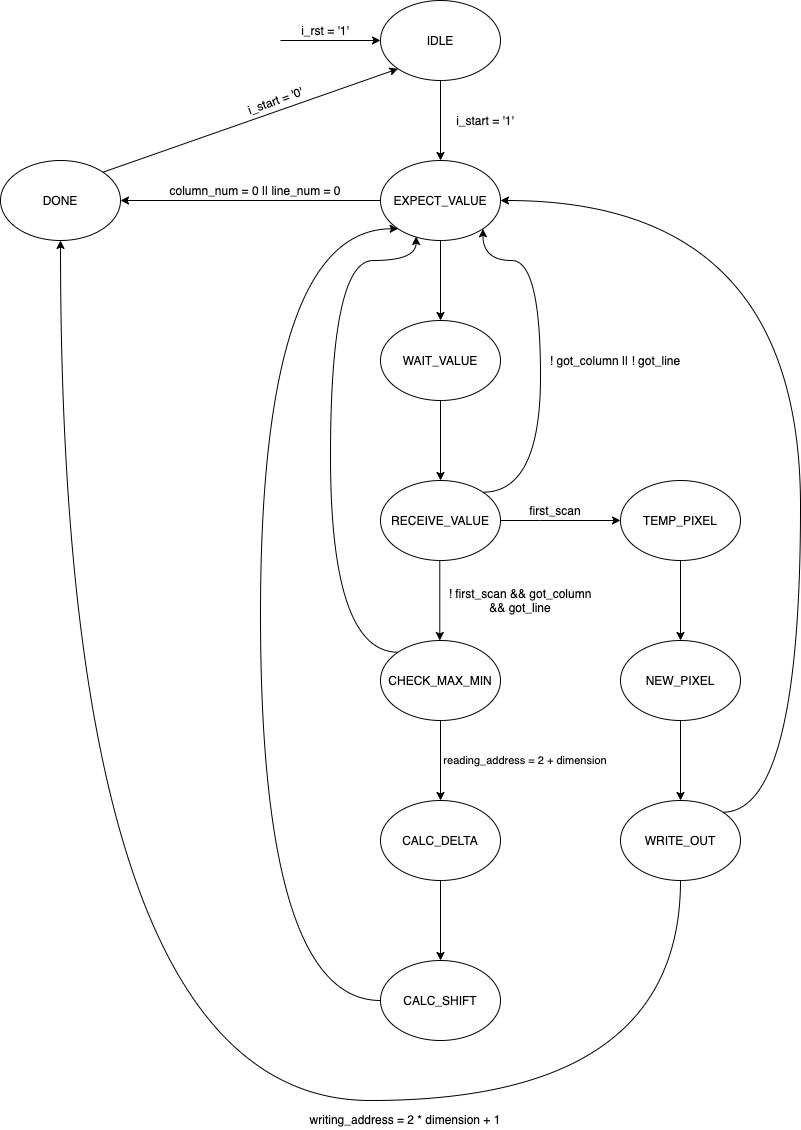 i_rst = '1'
IDLE
i_start = '0'
i_start = '1'
DONE
column_num = 0 || line_num = 0
EXPECT_VALUE
WAIT_VALUE
! got_column || ! got_line
RECEIVE_VALUE
first_scan
TEMP_PIXEL
! first_scan && got_column
&& got_line
CHECK_MAX_MIN
NEW_PIXEL
reading_address = 2 + dimension
CALC_DELTA
WRITE_OUT
CALC_SHIFT
writing_address = 2 * dimension + 1